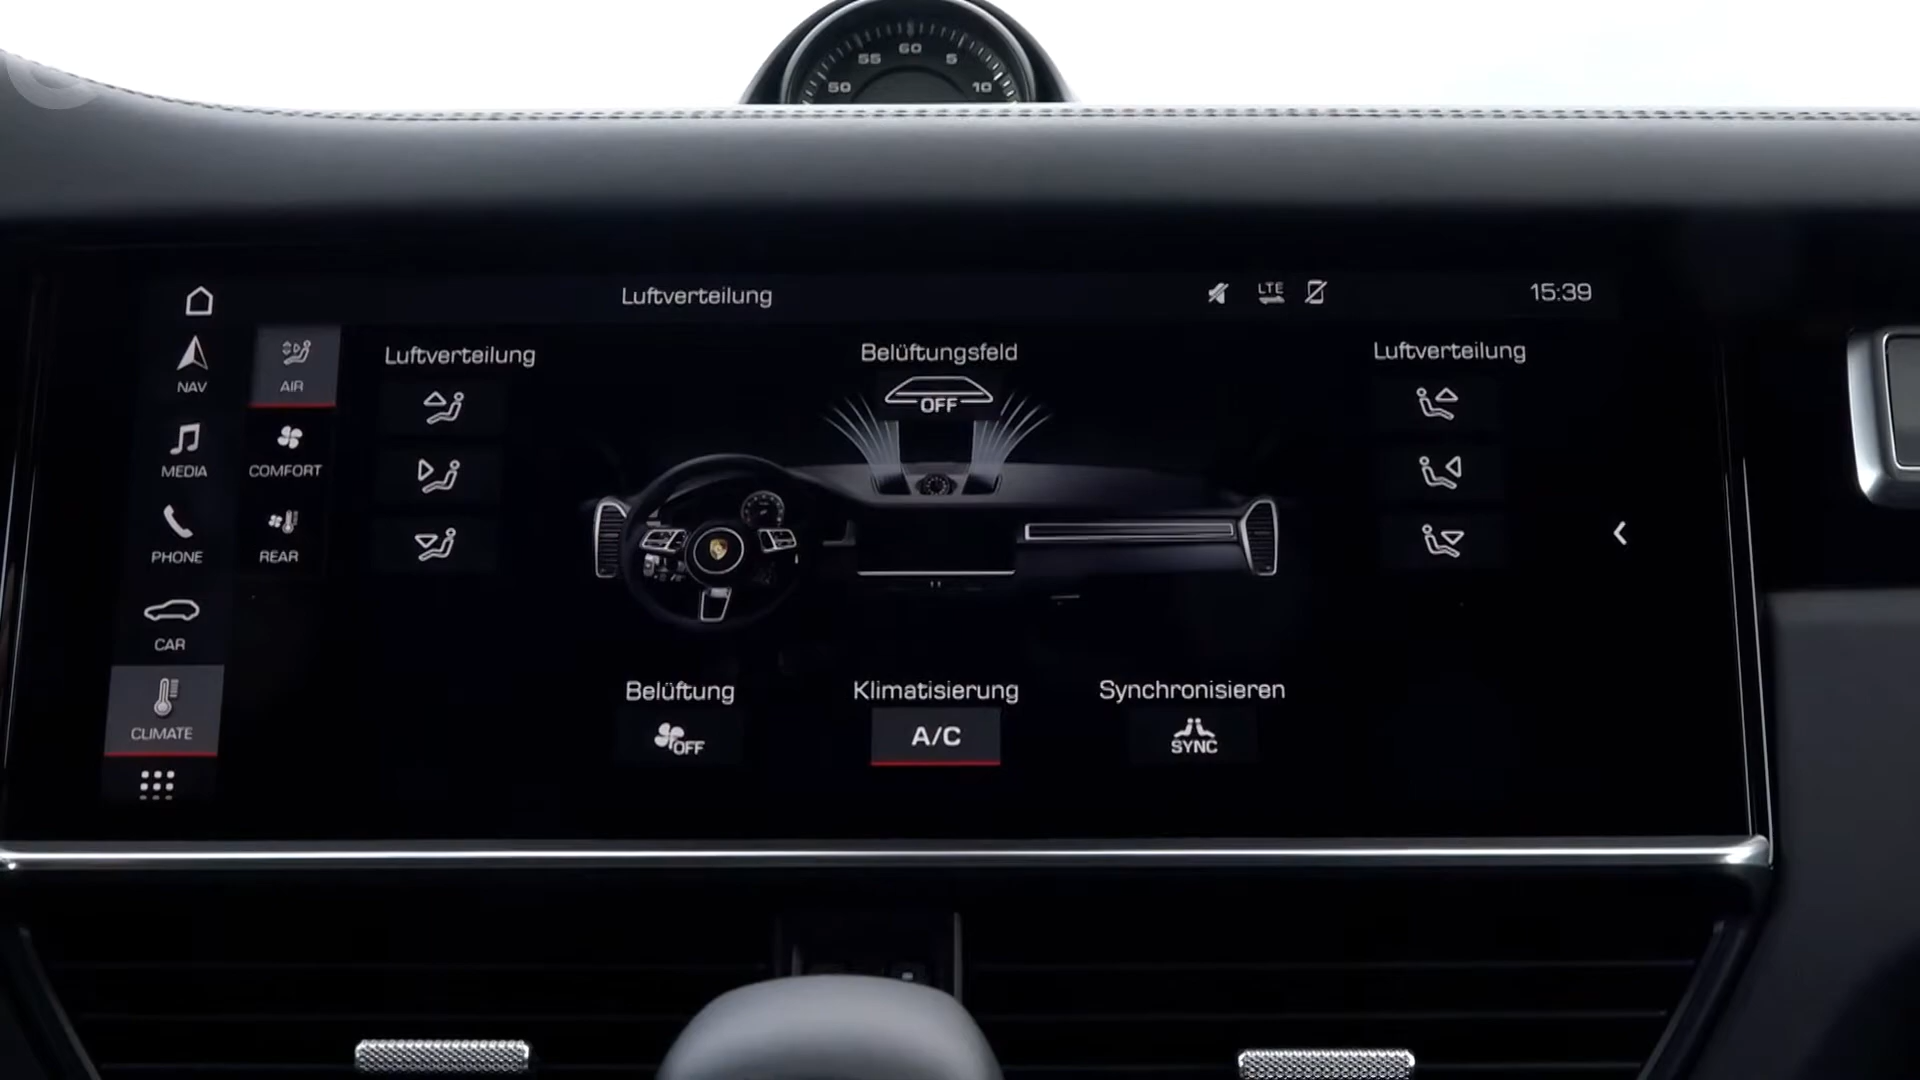 60
55
5
50
10
Luftverteilung
LTE
15:39
NAV
AIR
Luftverteilung
Belüftungsfeld
OFF
Luftverteilung
MEDIA
COMFORT
PHONE
REAR
CAR
CLIMATE
Belüftung
Klimatisierung
Synchronisieren
OFF
A/C
SYNC